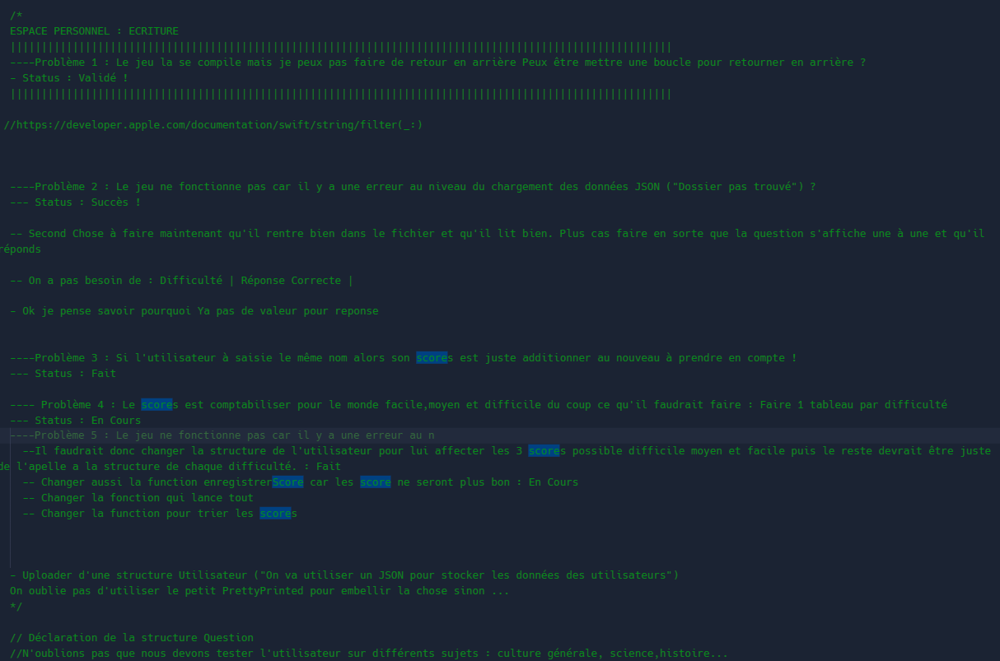 /*
ESPACE PERSONNEL : ECRITURE
||||||||||||||||||||||||||||||||||||||||||||||||||||||||||||||||||||||||||||||||||||||||||||||||||||||||||
----Problème 1 : Le jeu la se compile mais je peux pas faire de retour en arrière Peux être mettre une boucle pour retourner en arrière ?
- Status : Validé !
||||||||||||||||||||||||||||||||||||||||||||||||||||||||||||||||||||||||||||||||||||||||||||||||||||||||||
//https://developer.apple.com/documentation/swift/string/filter(_:)
----Problème 2 : Le jeu ne fonctionne pas car il y a une erreur au niveau du chargement des données JSON ("Dossier pas trouvé") ?
--- Status : Succès !
-- Second Chose à faire maintenant qu'il rentre bien dans le fichier et qu'il lit bien. Plus cas faire en sorte que la question s'affiche une à une et qu'il
réponds
-- On a pas besoin de : Difficulté | Réponse Correcte |
- Ok je pense savoir pourquoi Ya pas de valeur pour reponse
----Problème 3 : Si l'utilisateur à saisie le même nom alors son scores est juste additionner au nouveau à prendre en compte !
--- Status : Fait
---- Problème 4 : Le scores est comptabiliser pour le monde facile,moyen et difficile du coup ce qu'il faudrait faire : Faire 1 tableau par difficulté
--- Status : En Cours
----Problème 5 : Le jeu ne fonctionne pas car il y a une erreur au n
--Il faudrait donc changer la structure de l'utilisateur pour lui affecter les 3 scores possible difficile moyen et facile puis le reste devrait être juste
de l'apelle a la structure de chaque difficulté. : Fait
-- Changer aussi la function enregistrerScore car les score ne seront plus bon : En Cours
-- Changer la fonction qui lance tout
-- Changer la function pour trier les scores
- Uploader d'une structure Utilisateur ("On va utiliser un JSON pour stocker les données des utilisateurs")
On oublie pas d'utiliser le petit PrettyPrinted pour embellir la chose sinon ...
*/
// Déclaration de la structure Question
//N'oublions pas que nous devons tester l'utilisateur sur différents sujets : culture générale, science,histoire...